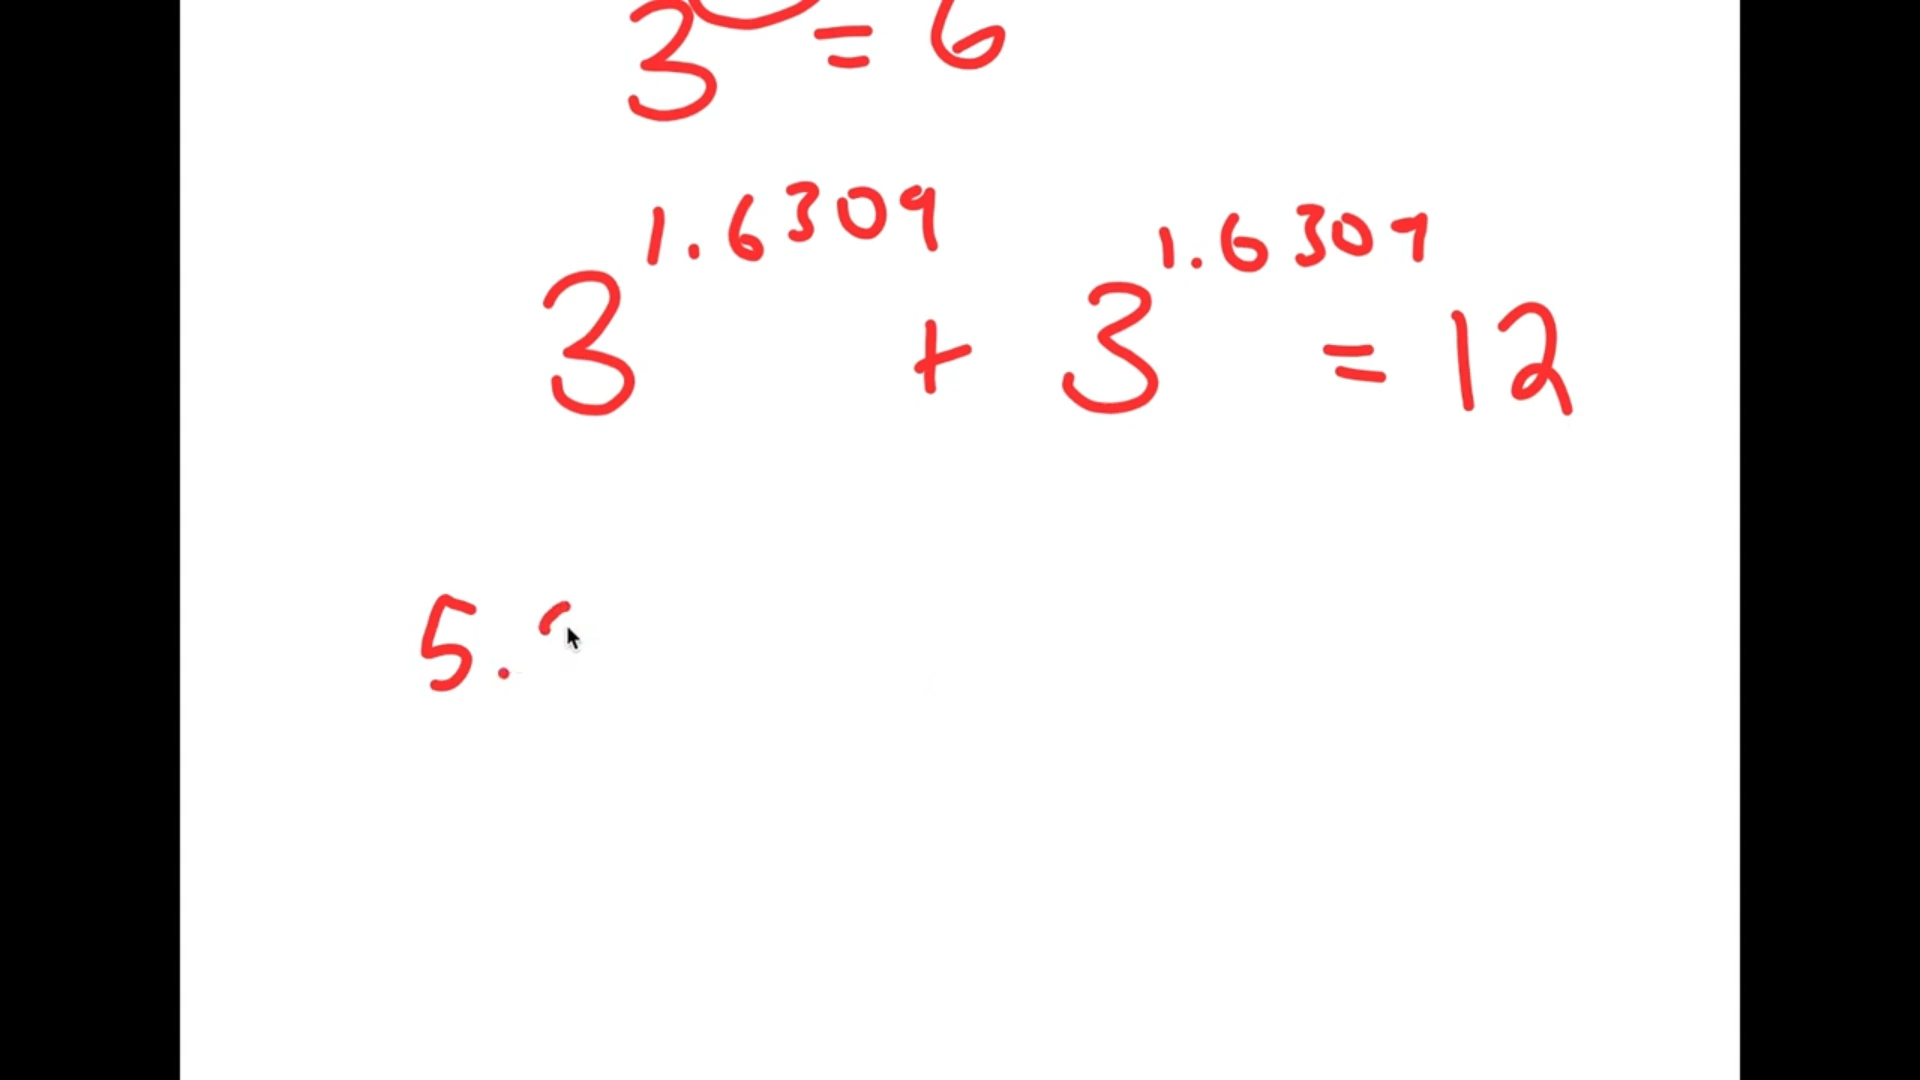 3 = 6
3^1.6309 + 3^1.6309 = 12
5.